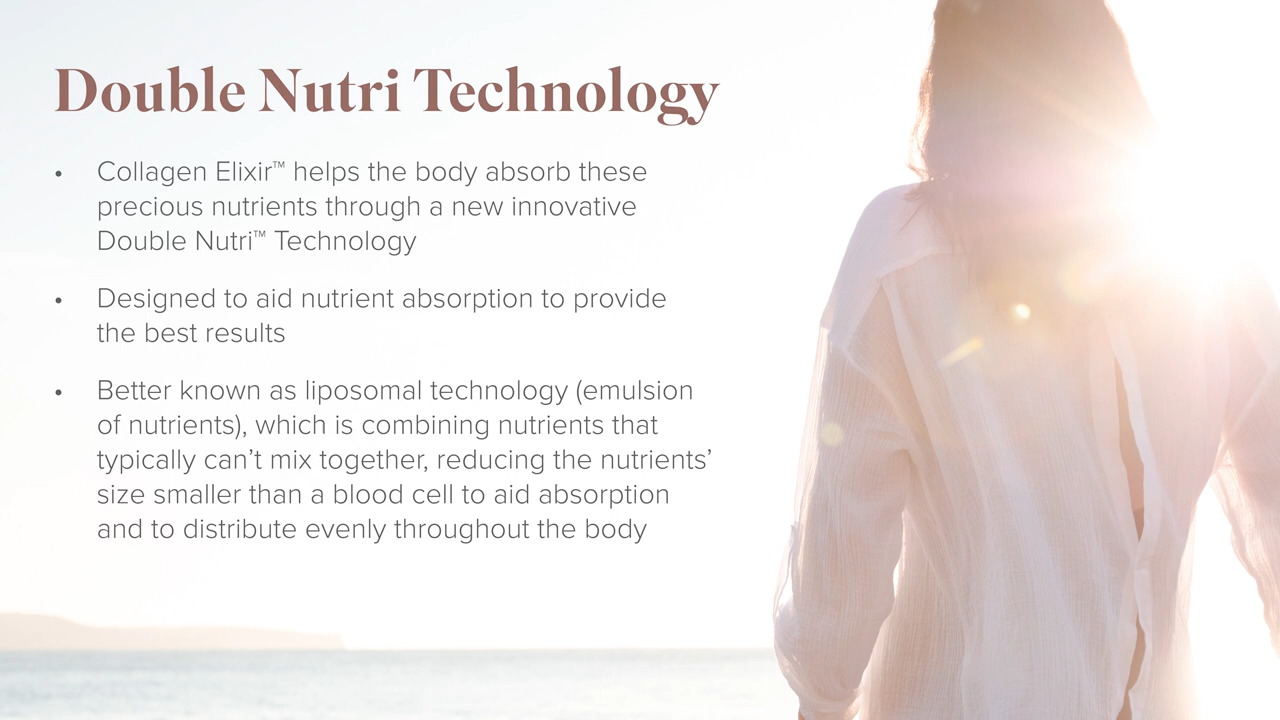 Double Nutri Technology
• Collagen Elixir™ helps the body absorb these
precious nutrients through a new innovative
Double Nutri™ Technology
• Designed to aid nutrient absorption to provide
the best results
• Better known as liposomal technology (emulsion
of nutrients), which is combining nutrients that
typically can’t mix together, reducing the nutrients’
size smaller than a blood cell to aid absorption
and to distribute evenly throughout the body